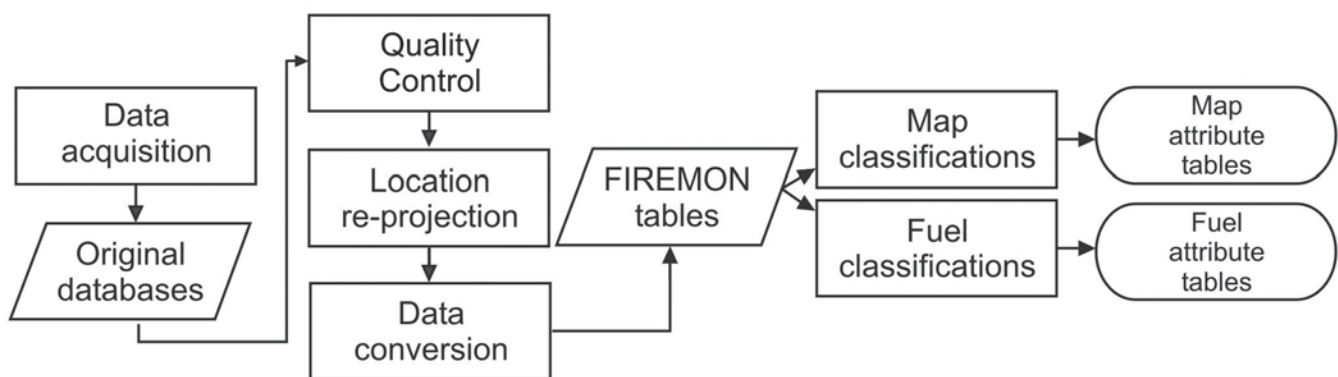 Data
acquisition
Original
databases
Quality
Control
Location
re-projection
Data
conversion
FIREMON
tables
Map
classifications
Fuel
classifications
Map
attribute
tables
Fuel
attribute
tables